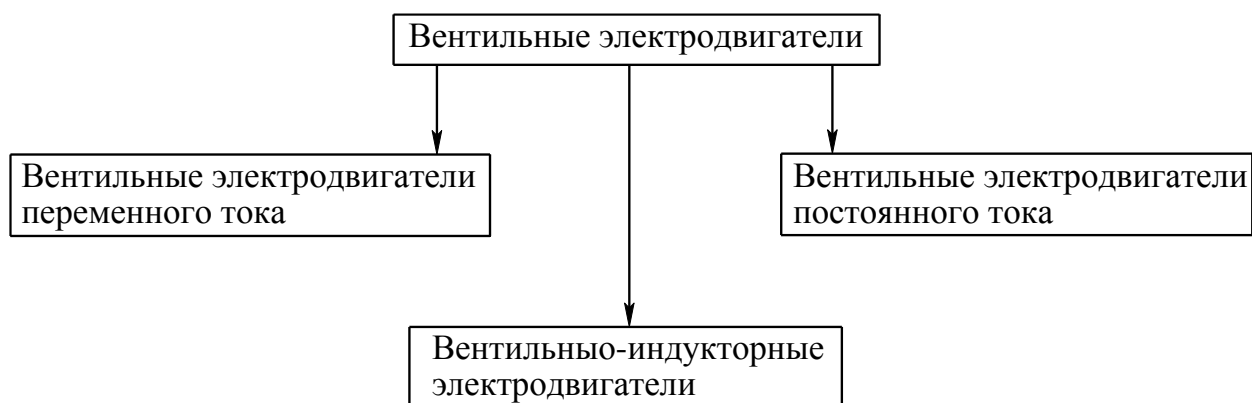 Вентильные электродвигатели
Вентильные электродвигатели
переменного тока
Вентильные электродвигатели
постоянного тока
Вентильныо-индукторные
электродвигатели